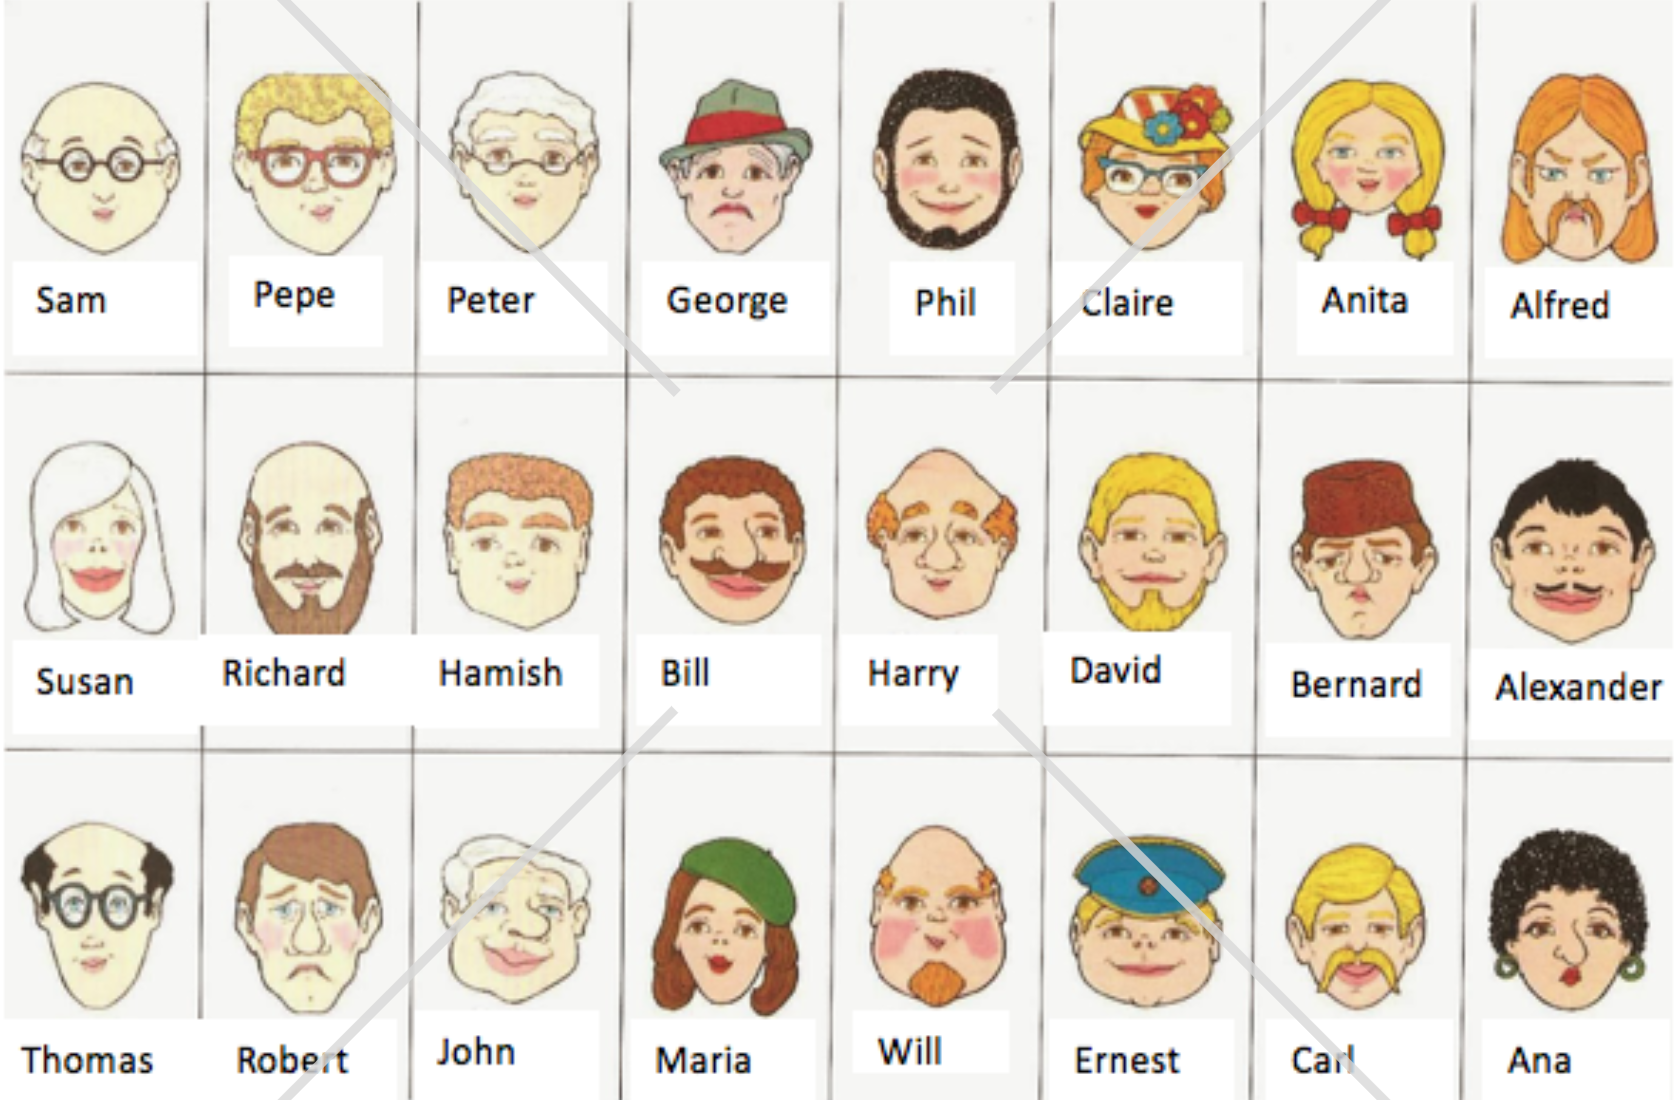 Sam Pepe Peter George Phil Claire Anita Alfred
Susan Richard Hamish Bill Harry David Bernard Alexander
Thomas Robert John Maria Will Ernest Carl Ana